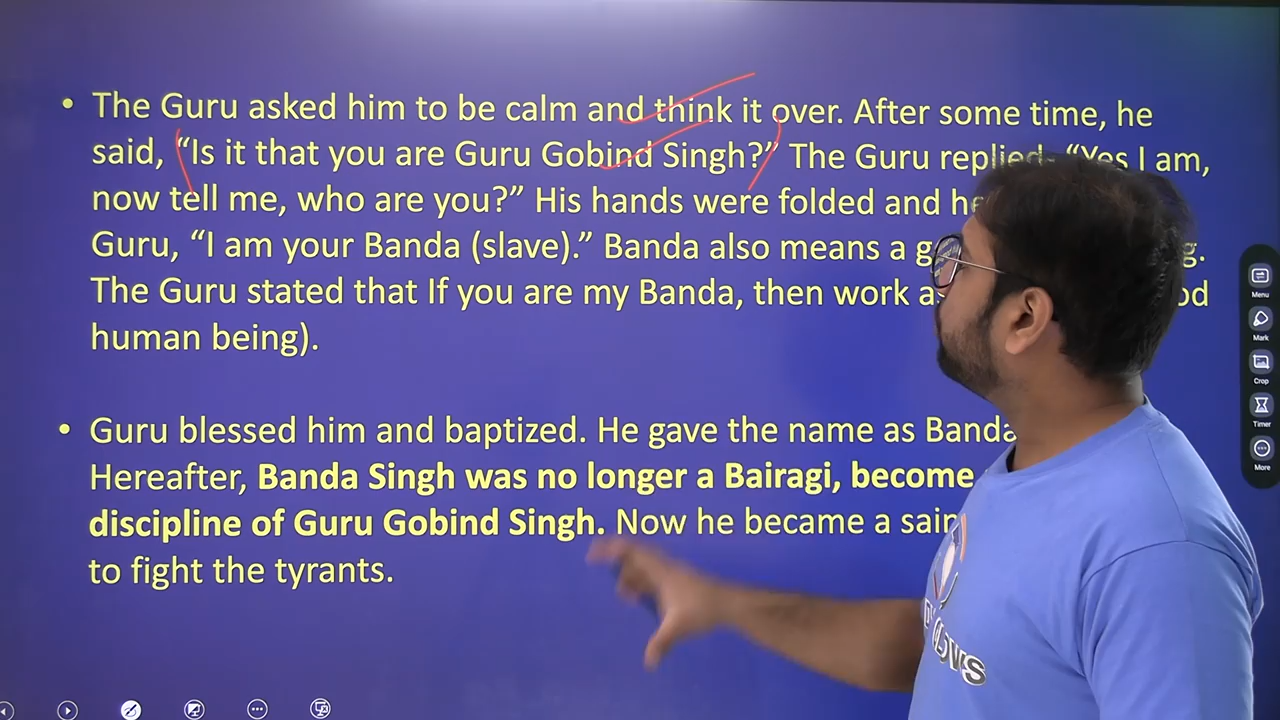 • The Guru asked him to be calm and think it over. After some time, he
said, “Is it that you are Guru Gobind Singh?” The Guru replied- “Yes I am,
now tell me, who are you?” His hands were folded and he
Guru, “I am your Banda (slave).” Banda also means a
The Guru stated that If you are my Banda, then work
human being).
• Guru blessed him and baptized. He gave the name as Banda
Hereafter, Banda Singh was no longer a Bairagi, become
discipline of Guru Gobind Singh. Now he became a
to fight the tyrants.
Menu
Mark
Crop
Timer
More